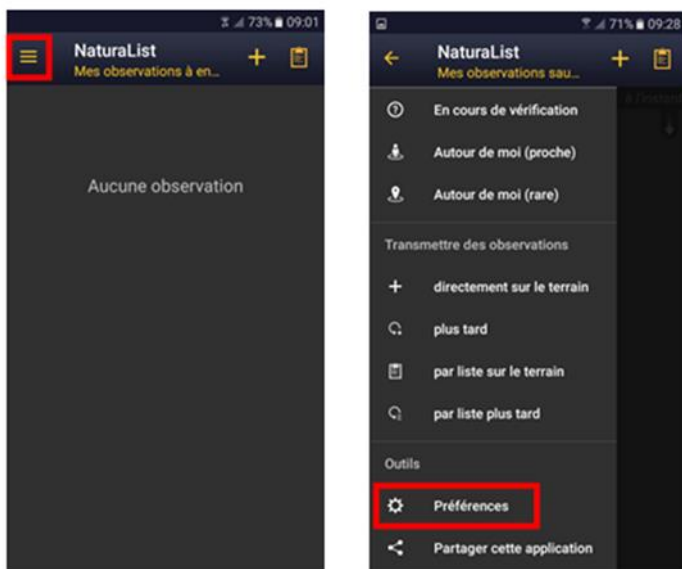 73% 09:01
NaturaList
Mes observations à en...
Aucune observation
71% 09:28
NaturaList
Mes observations sau...
En cours de vérification
Autour de moi (proche)
Autour de moi (rare)
Transmettre des observations
directement sur le terrain
plus tard
par liste sur le terrain
par liste plus tard
Outils
Préférences
Partager cette application